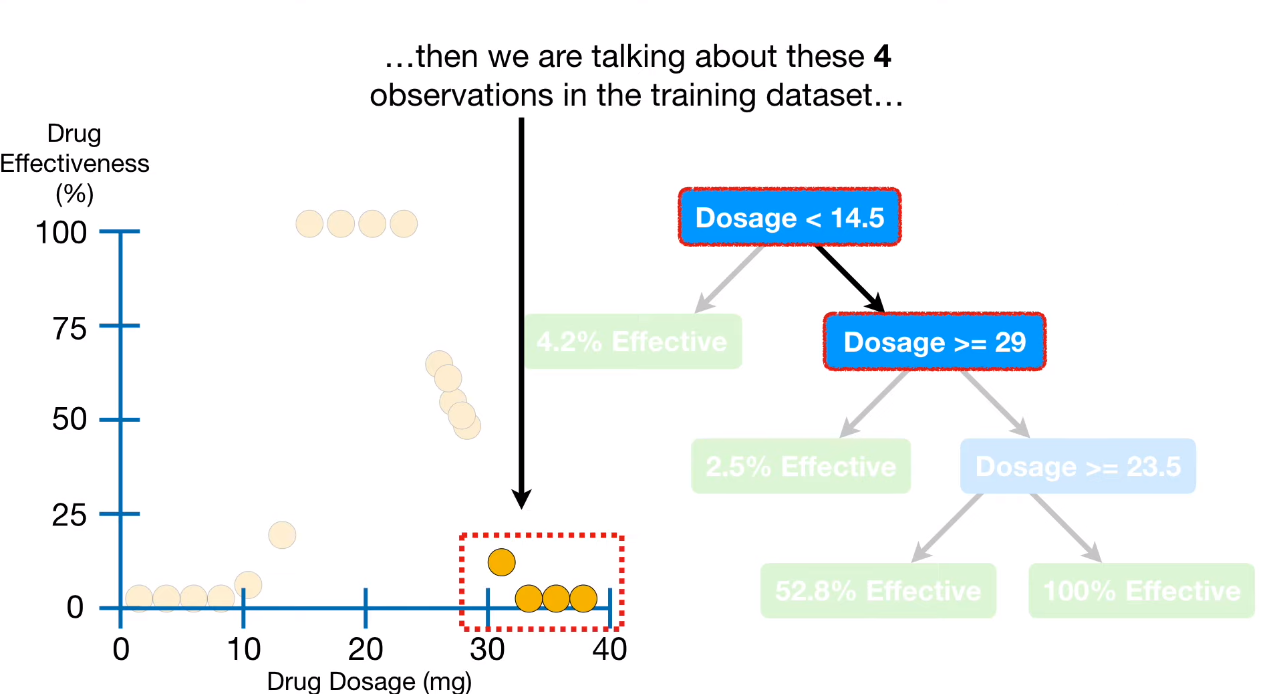 …then we are talking about these 4
observations in the training dataset…
Drug
Effectiveness
(%)
100
75
50
25
0
0 10 20 30 40
Drug Dosage (mg)
Dosage < 14.5
4.2% Effective
Dosage >= 29
2.5% Effective
Dosage >= 23.5
52.8% Effective
100% Effective